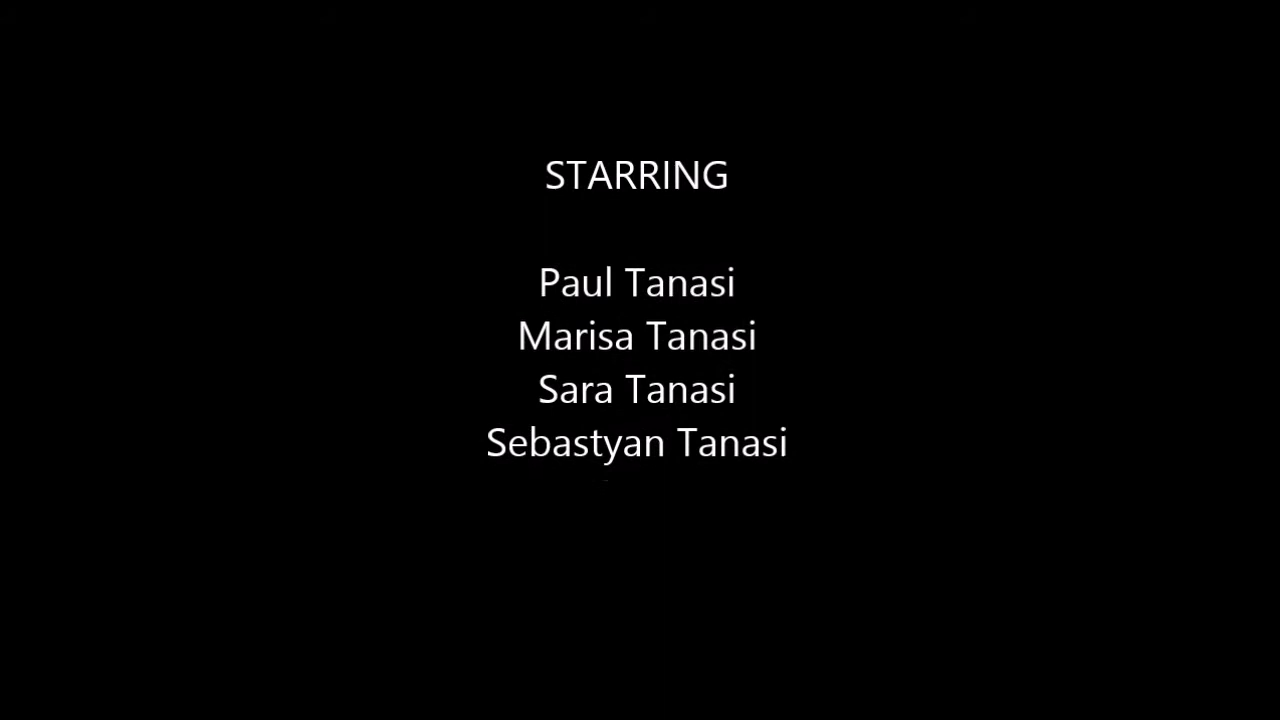 STARRING
Paul Tanasi
Marisa Tanasi
Sara Tanasi
Sebastyan Tanasi